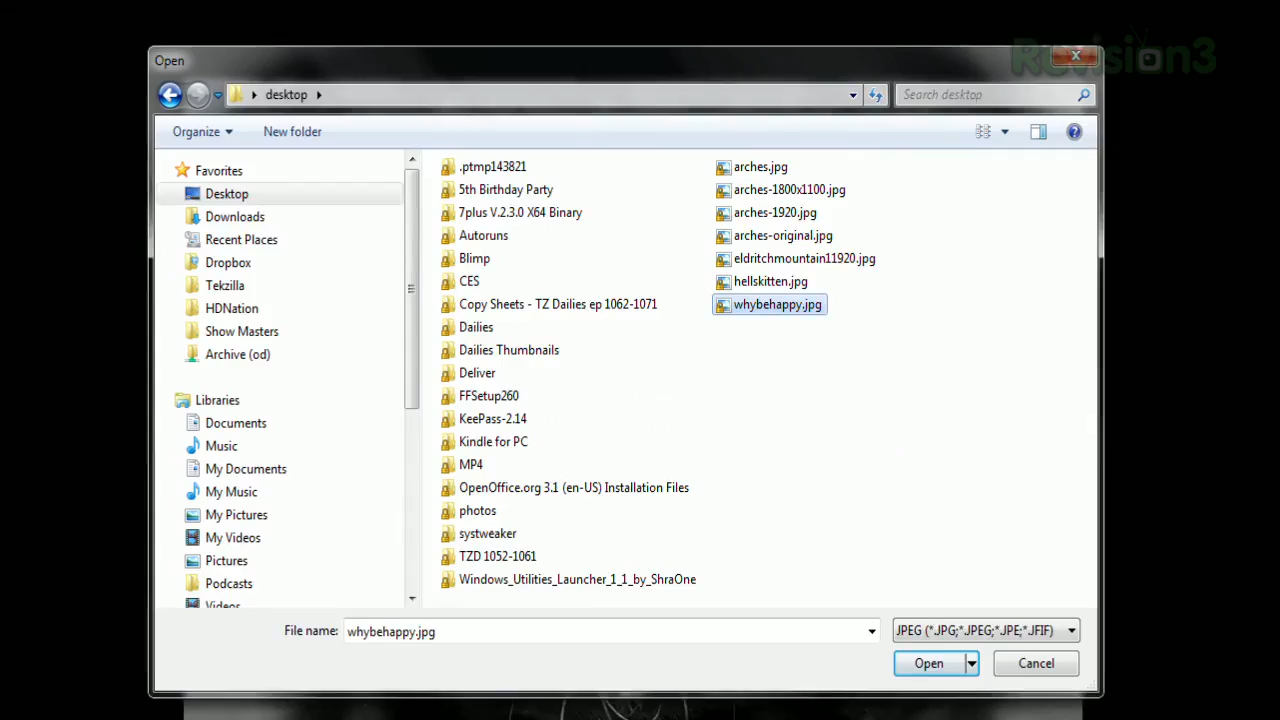 Revision3
Open
desktop
Search desktop
Organize
New folder
Favorites
Desktop
Downloads
Recent Places
Dropbox
Tekzilla
HDNation
Show Masters
Archive (od)
Libraries
Documents
Music
My Documents
My Music
My Pictures
My Videos
Pictures
Podcasts
Videos
.ptmp143821
5th Birthday Party
7plus V.2.3.0 X64 Binary
Autoruns
Blimp
CES
Copy Sheets - TZ Dailies ep 1062-1071
Dailies
Dailies Thumbnails
Deliver
FFSetup260
KeePass-2.14
Kindle for PC
MP4
OpenOffice.org 3.1 (en-US) Installation Files
photos
systweaker
TZD 1052-1061
Windows_Utilities_Launcher_1_1_by_ShraOne
arches.jpg
arches-1800x1100.jpg
arches-1920.jpg
arches-original.jpg
eldritchmountain11920.jpg
hellskitten.jpg
whybehappy.jpg
File name:
whybehappy.jpg
JPEG (*.JPG;*.JPEG;*.JPE;*.JFIF)
Open
Cancel